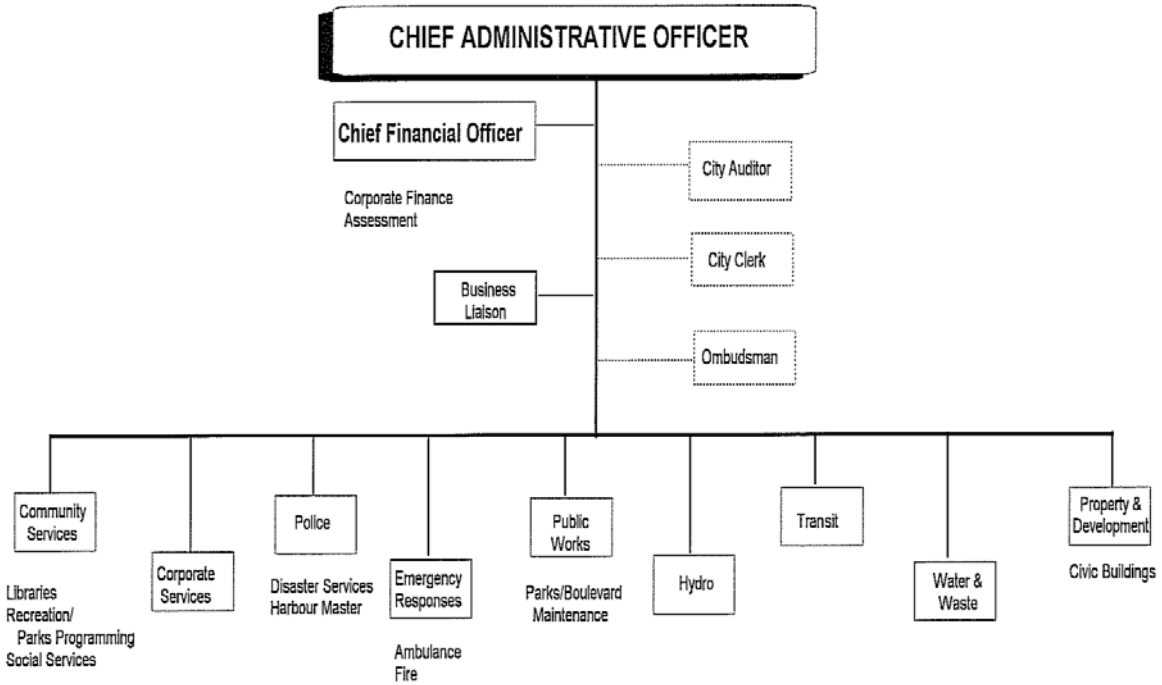 CHIEF ADMINISTRATIVE OFFICER
Chief Financial Officer
Corporate Finance
Assessment
City Auditor
City Clerk
Business
Liaison
Ombudsman
Community
Services
Libraries
Recreation/
Parks Programming
Social Services
Corporate
Services
Police
Disaster Services
Harbour Master
Emergency
Responses
Ambulance
Fire
Public
Works
Parks/Boulevard
Maintenance
Hydro
Transit
Water &
Waste
Property &
Development
Civic Buildings